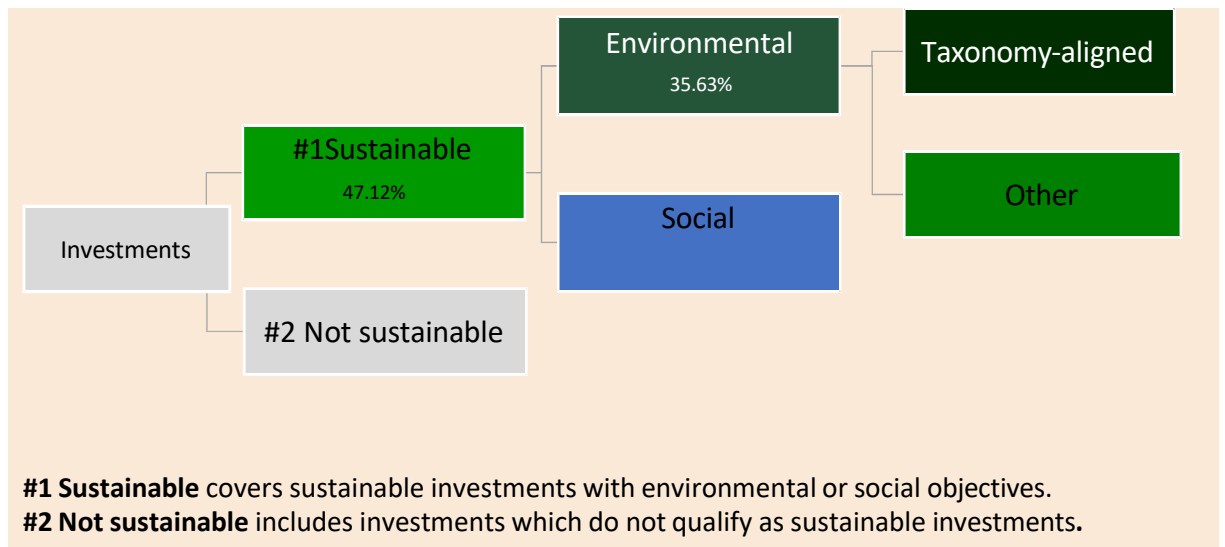 Investments
#1Sustainable
47.12%
#2 Not sustainable
Environmental
35.63%
Social
Taxonomy-aligned
Other
#1 Sustainable covers sustainable investments with environmental or social objectives.
#2 Not sustainable includes investments which do not qualify as sustainable investments.